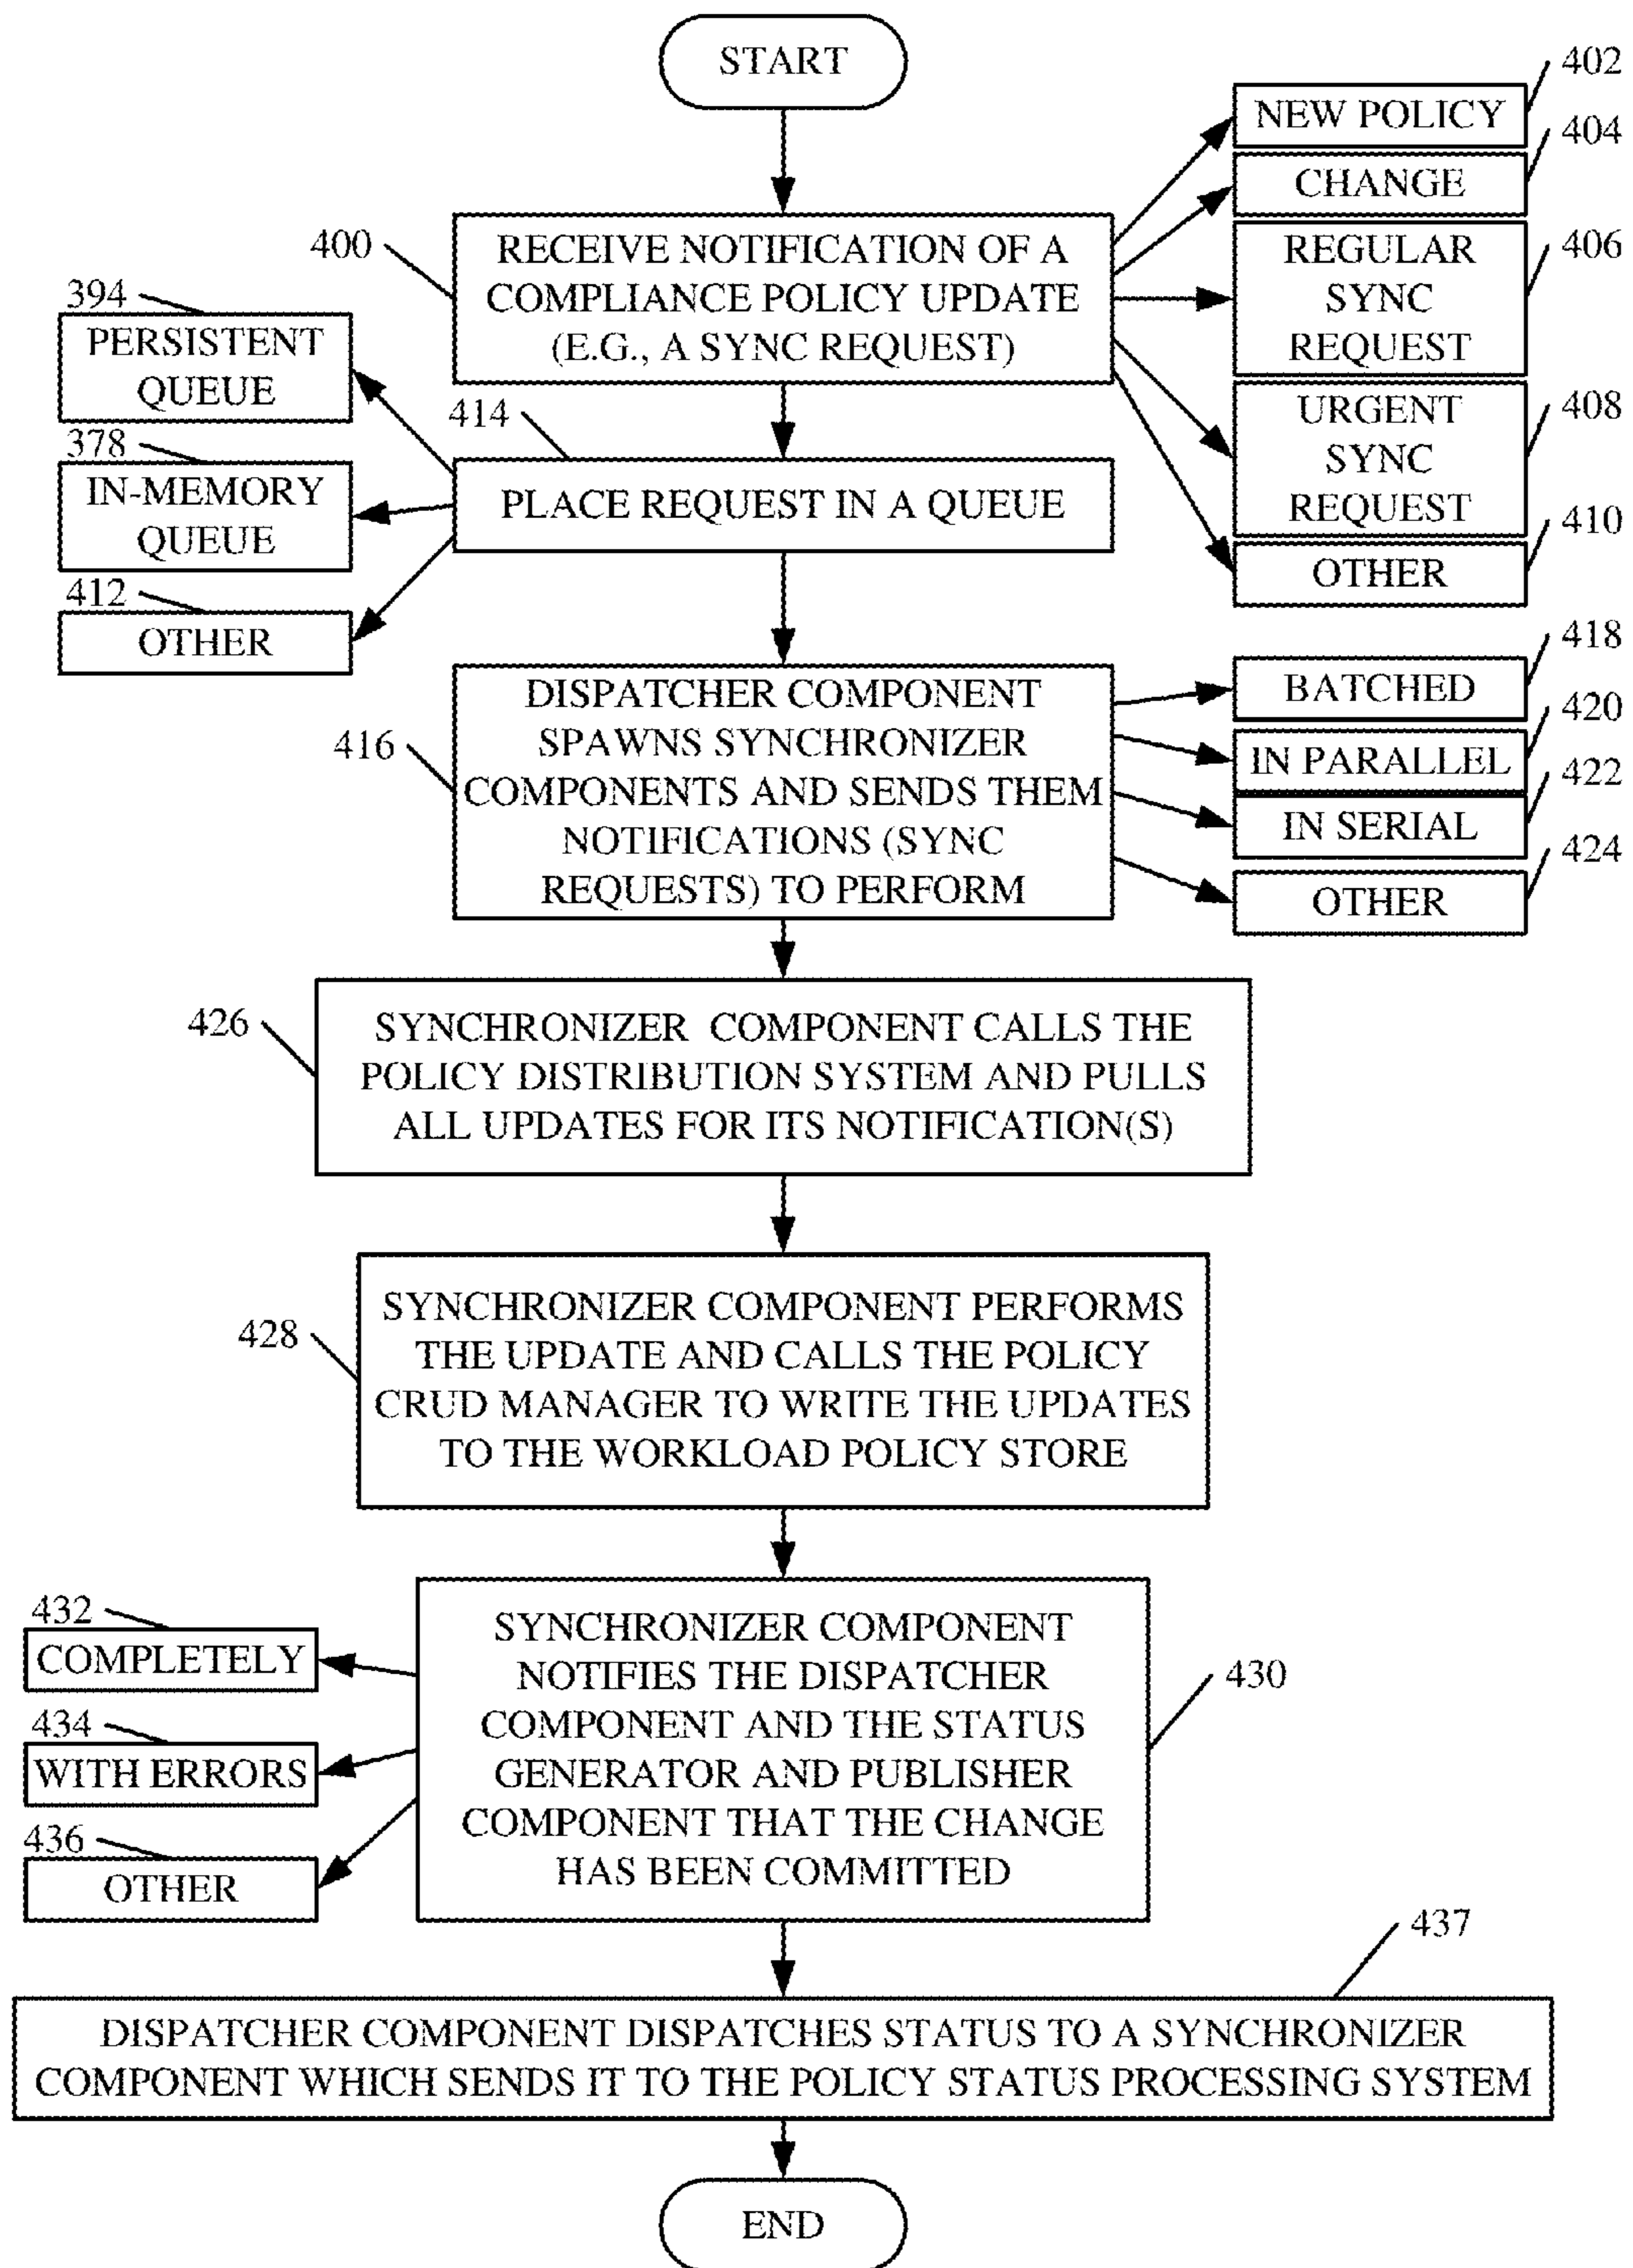 START
402
NEW POLICY
404
CHANGE
400
RECEIVE NOTIFICATION OF A
COMPLIANCE POLICY UPDATE
(E.G., A SYNC REQUEST)
406
REGULAR
SYNC
REQUEST
394
PERSISTENT
QUEUE
408
URGENT
SYNC
REQUEST
414
PLACE REQUEST IN A QUEUE
378
IN-MEMORY
QUEUE
410
OTHER
412
OTHER
416
DISPATCHER COMPONENT
SPAWNS SYNCHRONIZER
COMPONENTS AND SENDS THEM
NOTIFICATIONS (SYNC
REQUESTS) TO PERFORM
418
BATCHED
420
IN PARALLEL
422
IN SERIAL
424
OTHER
426
SYNCHRONIZER COMPONENT CALLS THE
POLICY DISTRIBUTION SYSTEM AND PULLS
ALL UPDATES FOR ITS NOTIFICATION(S)
428
SYNCHRONIZER COMPONENT PERFORMS
THE UPDATE AND CALLS THE POLICY
CRUD MANAGER TO WRITE THE UPDATES
TO THE WORKLOAD POLICY STORE
432
COMPLETELY
434
WITH ERRORS
436
OTHER
SYNCHRONIZER COMPONENT
NOTIFIES THE DISPATCHER
COMPONENT AND THE STATUS
GENERATOR AND PUBLISHER
COMPONENT THAT THE CHANGE
HAS BEEN COMMITTED
430
437
DISPATCHER COMPONENT DISPATCHES STATUS TO A SYNCHRONIZER
COMPONENT WHICH SENDS IT TO THE POLICY STATUS PROCESSING SYSTEM
END